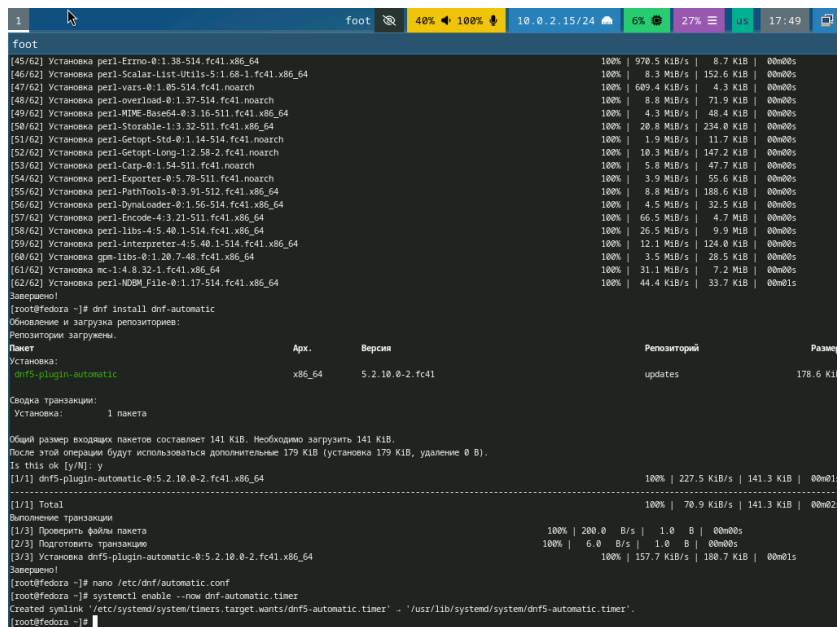 1 foot 40% 100% 10.0.2.15/24 6% 27% us 17:49
foot
[45/62] Установка perl-Errno-0:1.38-514.fc41.x86_64 100% | 970.5 KiB/s | 8.7 KiB | 00m00s
[46/62] Установка perl-Scalar-List-Utils-5:1.68-1.fc41.x86_64 100% | 8.3 MiB/s | 152.6 KiB | 00m00s
[47/62] Установка perl-vars-0:1.05-514.fc41.noarch 100% | 609.4 KiB/s | 4.3 KiB | 00m00s
[48/62] Установка perl-overload-0:1.37-514.fc41.noarch 100% | 8.8 MiB/s | 71.9 KiB | 00m00s
[49/62] Установка perl-MIME-Base64-0:3.16-511.fc41.x86_64 100% | 4.3 MiB/s | 48.4 KiB | 00m00s
[50/62] Установка perl-Storable-1:3.32-511.fc41.x86_64 100% | 20.8 MiB/s | 234.0 KiB | 00m00s
[51/62] Установка perl-Getopt-Std-0:1.14-514.fc41.noarch 100% | 1.9 MiB/s | 11.7 KiB | 00m00s
[52/62] Установка perl-Getopt-Long-1:2.58-2.fc41.noarch 100% | 10.3 MiB/s | 147.2 KiB | 00m00s
[53/62] Установка perl-Carp-0:1.54-511.fc41.noarch 100% | 5.8 MiB/s | 47.7 KiB | 00m00s
[54/62] Установка perl-Exporter-0:5.78-511.fc41.noarch 100% | 3.9 MiB/s | 55.6 KiB | 00m00s
[55/62] Установка perl-PathTools-0:3.91-512.fc41.x86_64 100% | 8.8 MiB/s | 188.6 KiB | 00m00s
[56/62] Установка perl-DynaLoader-0:1.56-514.fc41.x86_64 100% | 4.5 MiB/s | 32.5 KiB | 00m00s
[57/62] Установка perl-Encode-4:3.21-511.fc41.x86_64 100% | 66.5 MiB/s | 4.7 MiB | 00m00s
[58/62] Установка perl-libs-4:5.40.1-514.fc41.x86_64 100% | 26.5 MiB/s | 9.9 MiB | 00m00s
[59/62] Установка perl-interpreter-4:5.40.1-514.fc41.x86_64 100% | 12.1 MiB/s | 124.0 KiB | 00m00s
[60/62] Установка gpm-libs-0:1.20.7-48.fc41.x86_64 100% | 3.5 MiB/s | 28.5 KiB | 00m00s
[61/62] Установка mc-1:4.8.32-1.fc41.x86_64 100% | 31.1 MiB/s | 7.2 MiB | 00m00s
[62/62] Установка perl-NDBM_File-0:1.17-514.fc41.x86_64 100% | 44.4 KiB/s | 33.7 KiB | 00m01s
Завершено!
[root@fedora ~]# dnf install dnf-automatic
Обновление и загрузка репозиториев:
Репозитории загружены.
Пакет Арх. Версия Репозиторий Размер
Установка:
dnf5-plugin-automatic x86_64 5.2.10.0-2.fc41 updates 178.6 KiB
Сводка транзакции:
Установка: 1 пакета
Общий размер входящих пакетов составляет 141 KiB. Необходимо загрузить 141 KiB.
После этой операции будут использоваться дополнительные 179 KiB (установка 179 KiB, удаление 0 B).
Is this ok [y/N]: y
[1/1] dnf5-plugin-automatic-0:5.2.10.0-2.fc41.x86_64 100% | 227.5 KiB/s | 141.3 KiB | 00m01s
[1/1] Total 100% | 70.9 KiB/s | 141.3 KiB | 00m02s
Выполнение транзакции
[1/3] Проверить файлы пакета 100% | 200.0 B/s | 1.0 B | 00m00s
[2/3] Подготовить транзакцию 100% | 6.0 B/s | 1.0 B | 00m00s
[3/3] Установка dnf5-plugin-automatic-0:5.2.10.0-2.fc41.x86_64 100% | 157.7 KiB/s | 180.7 KiB | 00m01s
Завершено!
[root@fedora ~]# nano /etc/dnf/automatic.conf
[root@fedora ~]# systemctl enable --now dnf-automatic.timer
Created symlink '/etc/systemd/system/timers.target.wants/dnf5-automatic.timer' → '/usr/lib/systemd/system/dnf5-automatic.timer'.
[root@fedora ~]#